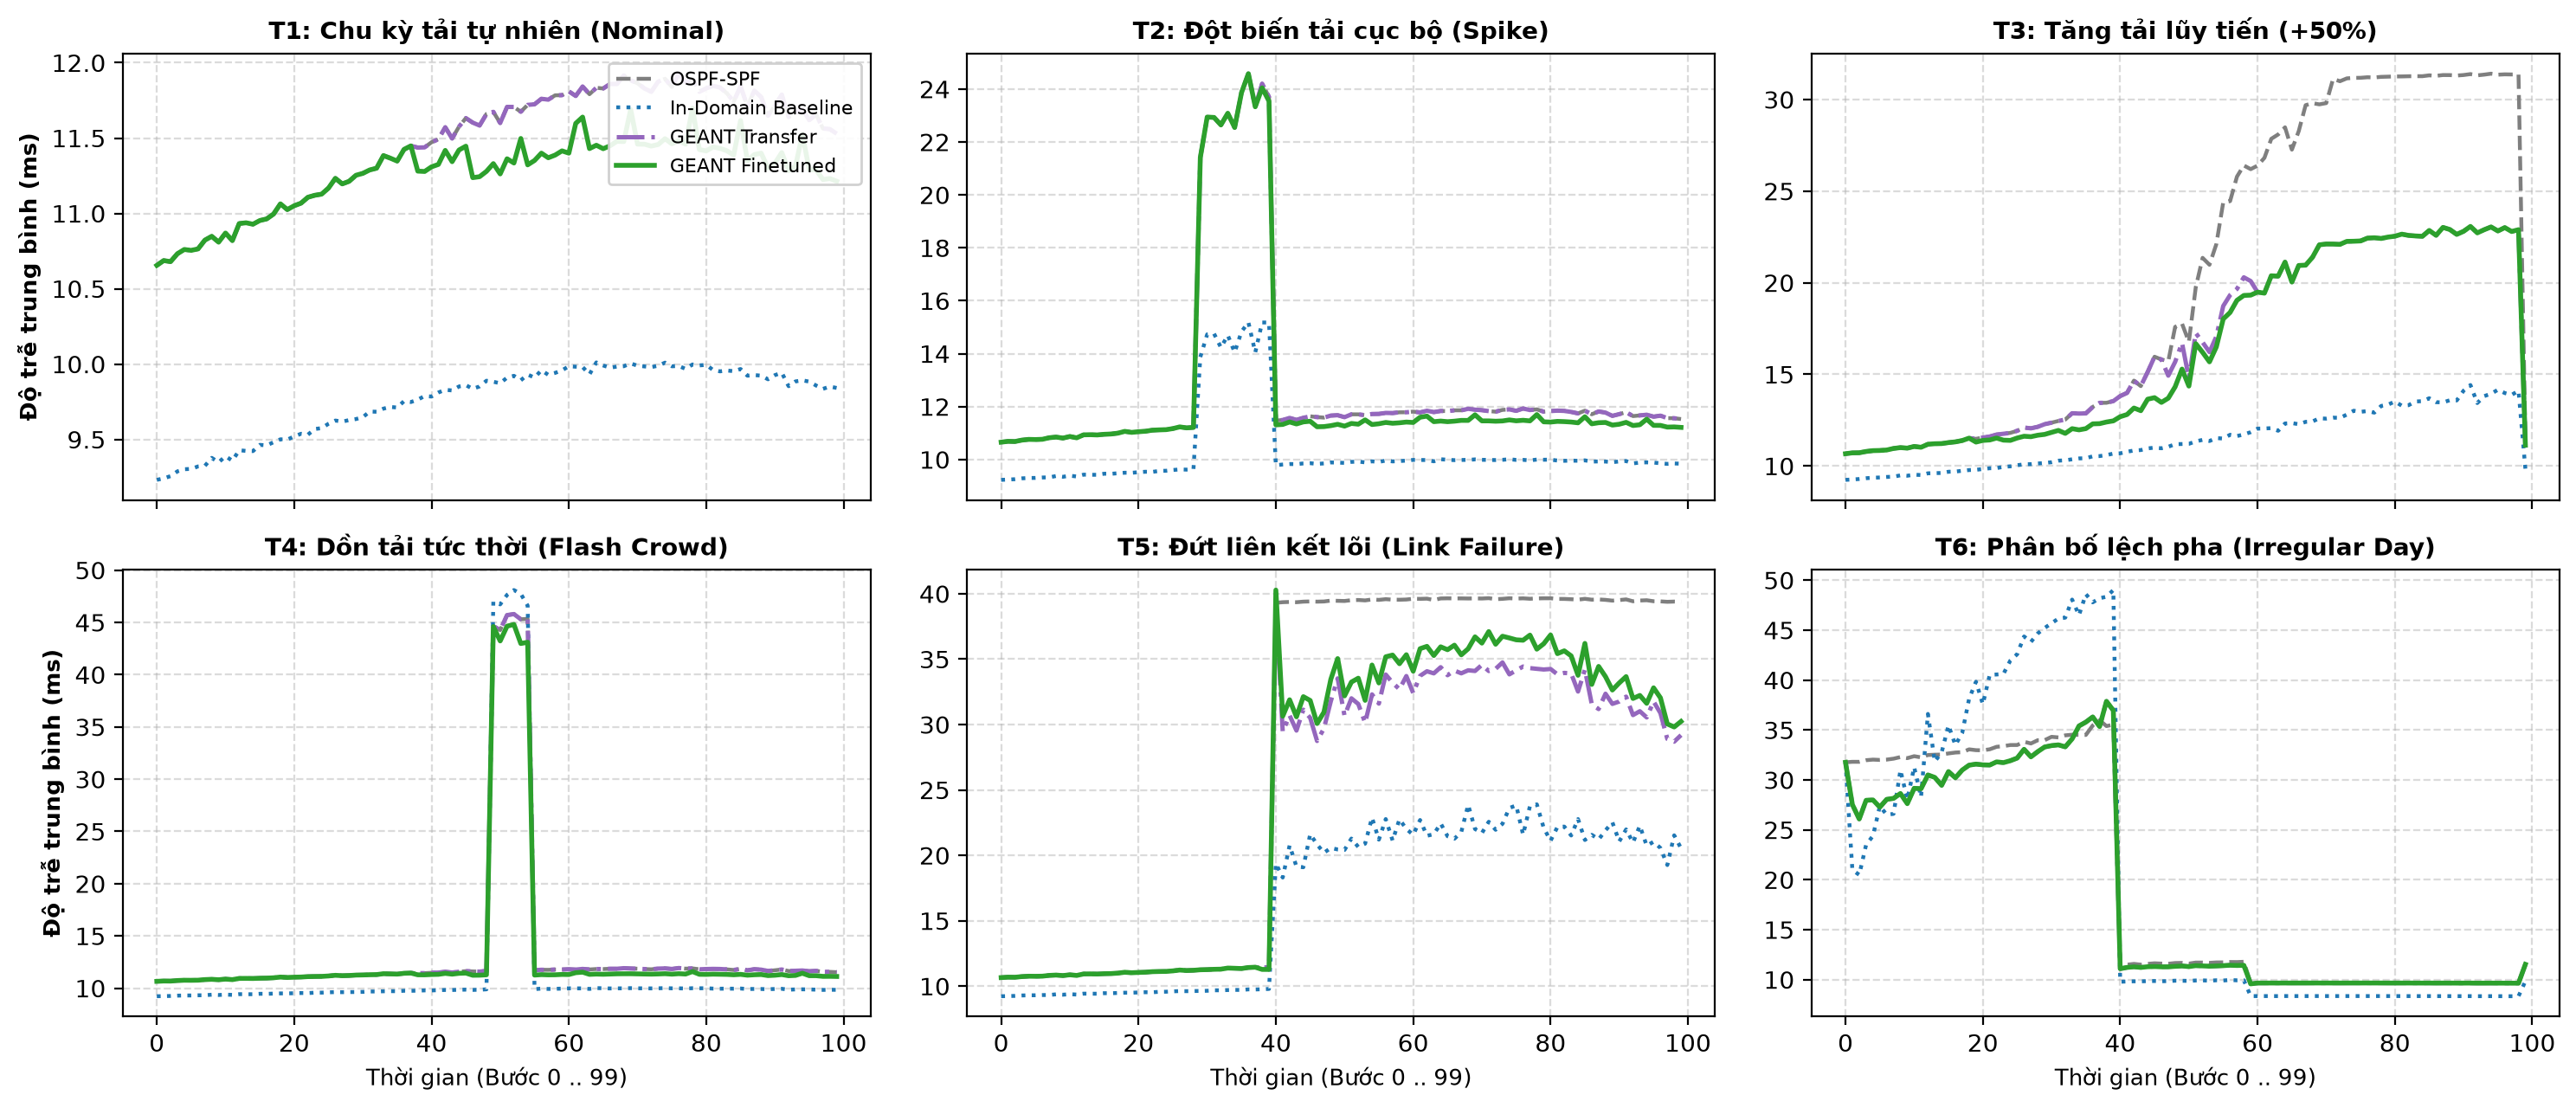 T1: Chu kỳ tải tự nhiên (Nominal)
Độ trễ trung bình (ms)
12.0
11.5
11.0
10.5
10.0
9.5
OSPF-SPF
In-Domain Baseline
GEANT Transfer
GEANT Finetuned
T2: Đột biến tải cục bộ (Spike)
24
22
20
18
16
14
12
10
T3: Tăng tải lũy tiến (+50%)
30
25
20
15
10
T4: Dồn tải tức thời (Flash Crowd)
Độ trễ trung bình (ms)
50
45
40
35
30
25
20
15
10
0 20 40 60 80 100
Thời gian (Bước 0 .. 99)
T5: Đứt liên kết lõi (Link Failure)
40
35
30
25
20
15
10
0 20 40 60 80 100
Thời gian (Bước 0 .. 99)
T6: Phân bố lệch pha (Irregular Day)
50
45
40
35
30
25
20
15
10
0 20 40 60 80 100
Thời gian (Bước 0 .. 99)